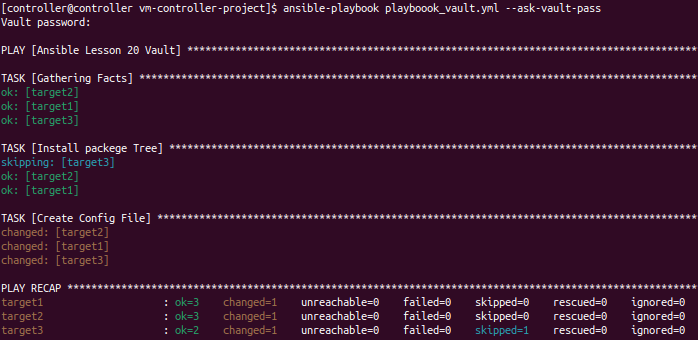 [controller@controller vm-controller-project]$ ansible-playbook playboook_vault.yml --ask-vault-pass
Vault password:
PLAY [Ansible Lesson 20 Vault] *********************************************************************************
TASK [Gathering Facts] *****************************************************************************************
ok: [target2]
ok: [target1]
ok: [target3]
TASK [Install packege Tree] ************************************************************************************
skipping: [target3]
ok: [target2]
ok: [target1]
TASK [Create Config File] **************************************************************************************
changed: [target2]
changed: [target1]
changed: [target3]
PLAY RECAP *****************************************************************************************************
target1 : ok=3 changed=1 unreachable=0 failed=0 skipped=0 rescued=0 ignored=0
target2 : ok=3 changed=1 unreachable=0 failed=0 skipped=0 rescued=0 ignored=0
target3 : ok=2 changed=1 unreachable=0 failed=0 skipped=1 rescued=0 ignored=0